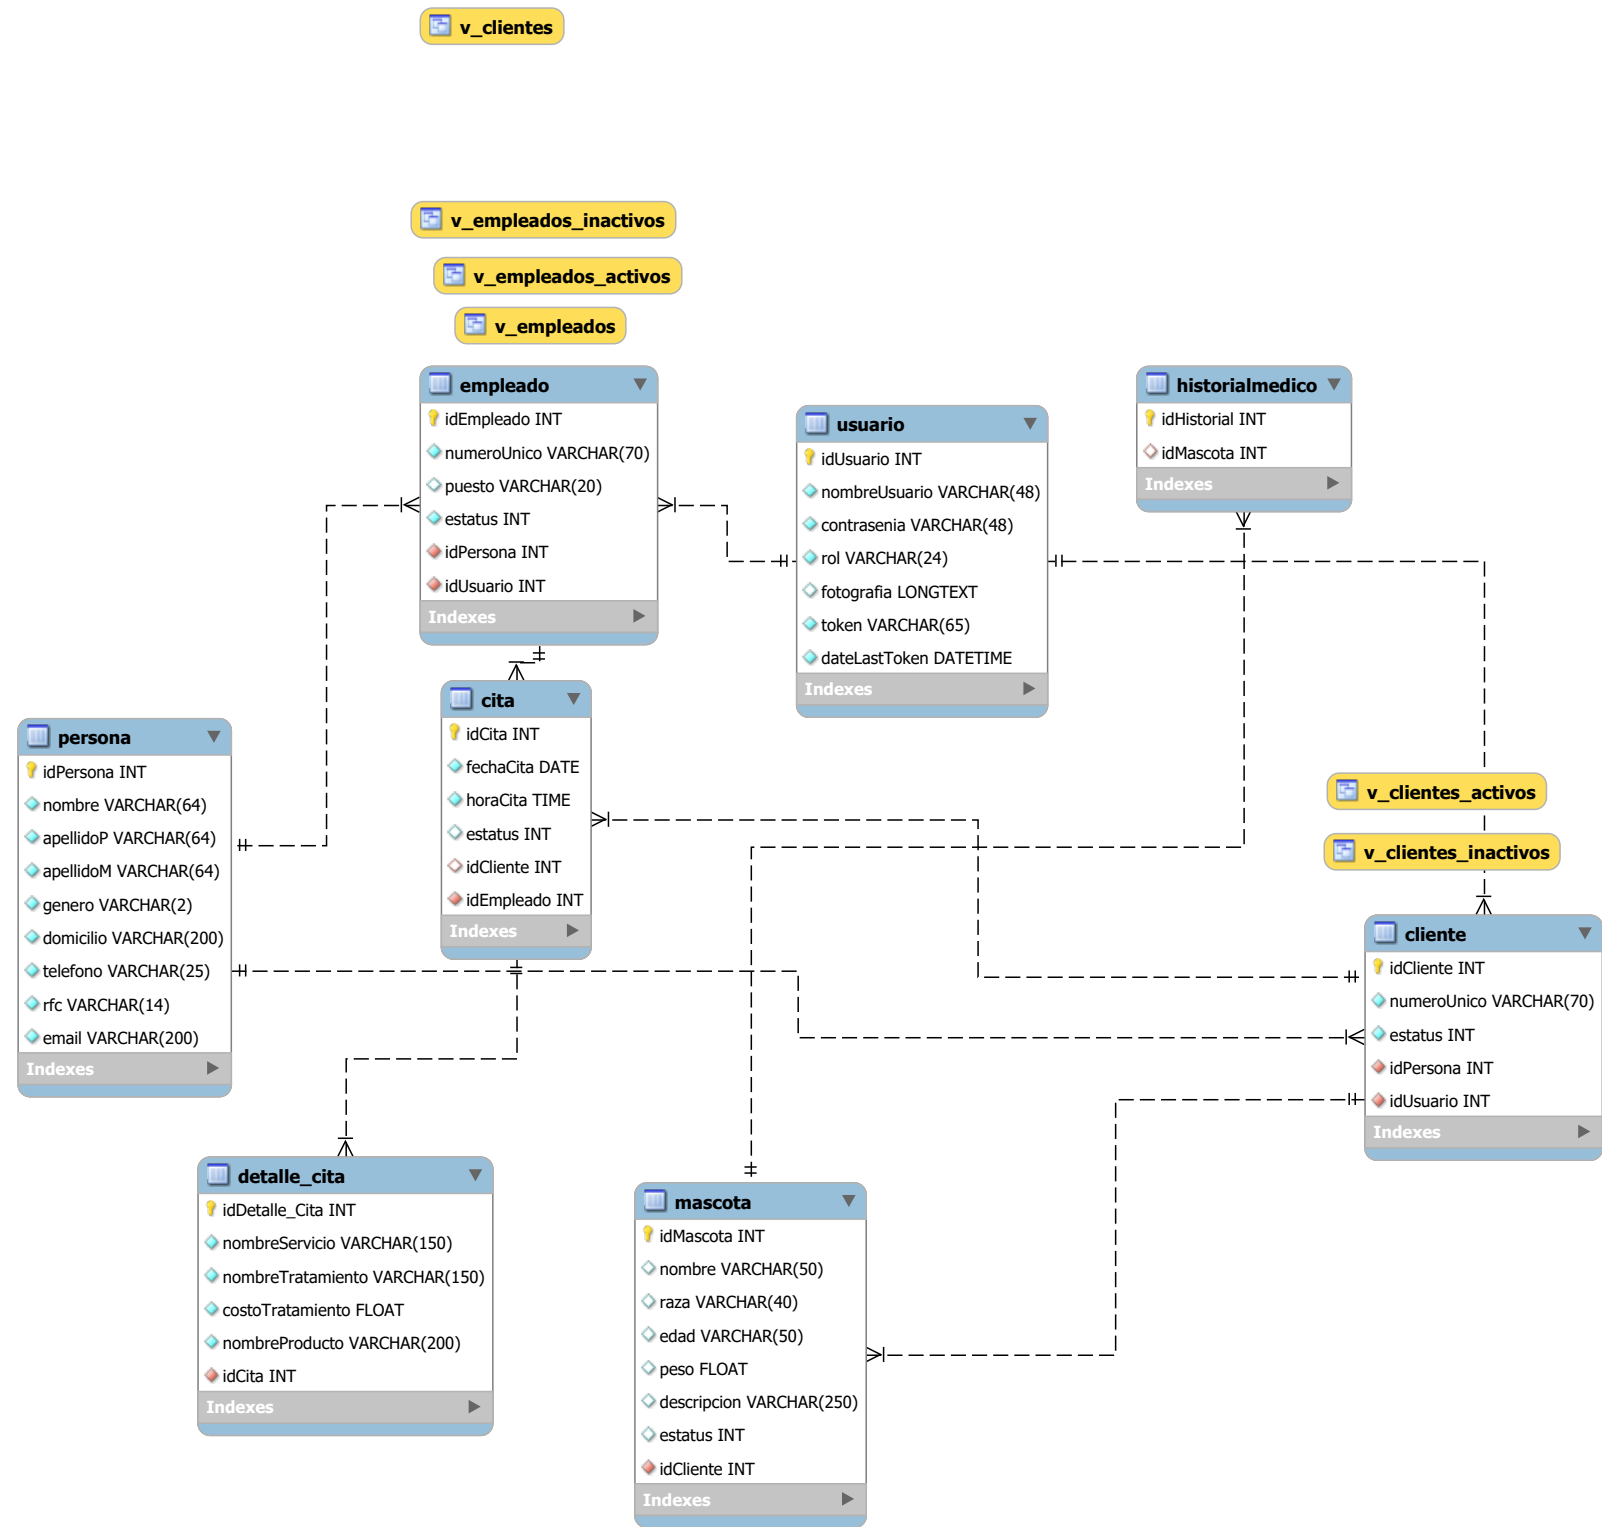 v_clientes
v_empleados_inactivos
v_empleados_activos
v_empleados
empleado
idEmpleado INT
numeroUnico VARCHAR(70)
puesto VARCHAR(20)
estatus INT
idPersona INT
idUsuario INT
Indexes
usuario
idUsuario INT
nombreUsuario VARCHAR(48)
contrasenia VARCHAR(48)
rol VARCHAR(24)
fotografia LONGTEXT
token VARCHAR(65)
dateLastToken DATETIME
Indexes
historialmedico
idHistorial INT
idMascota INT
Indexes
cita
idCita INT
fechaCita DATE
horaCita TIME
estatus INT
idCliente INT
idEmpleado INT
Indexes
persona
idPersona INT
nombre VARCHAR(64)
apellidoP VARCHAR(64)
apellidoM VARCHAR(64)
genero VARCHAR(2)
domicilio VARCHAR(200)
telefono VARCHAR(25)
rfc VARCHAR(14)
email VARCHAR(200)
Indexes
v_clientes_activos
v_clientes_inactivos
cliente
idCliente INT
numeroUnico VARCHAR(70)
estatus INT
idPersona INT
idUsuario INT
Indexes
detalle_cita
idDetalle_Cita INT
nombreServicio VARCHAR(150)
nombreTratamiento VARCHAR(150)
costoTratamiento FLOAT
nombreProducto VARCHAR(200)
idCita INT
Indexes
mascota
idMascota INT
nombre VARCHAR(50)
raza VARCHAR(40)
edad VARCHAR(50)
peso FLOAT
descripcion VARCHAR(250)
estatus INT
idCliente INT
Indexes